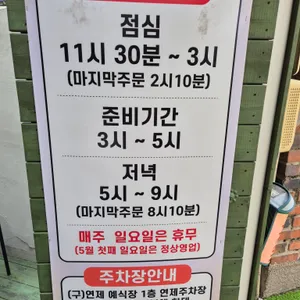 점심
11시 30분 ~ 3시
(마지막주문 2시10분)
준비기간
3시 ~ 5시
저녁
5시 ~ 9시
(마지막주문 8시10분)
매주 일요일은 휴무
(5월 첫째 일요일은 정상영업)
주차장안내
(구)연제 예식장 1층 연제주차장